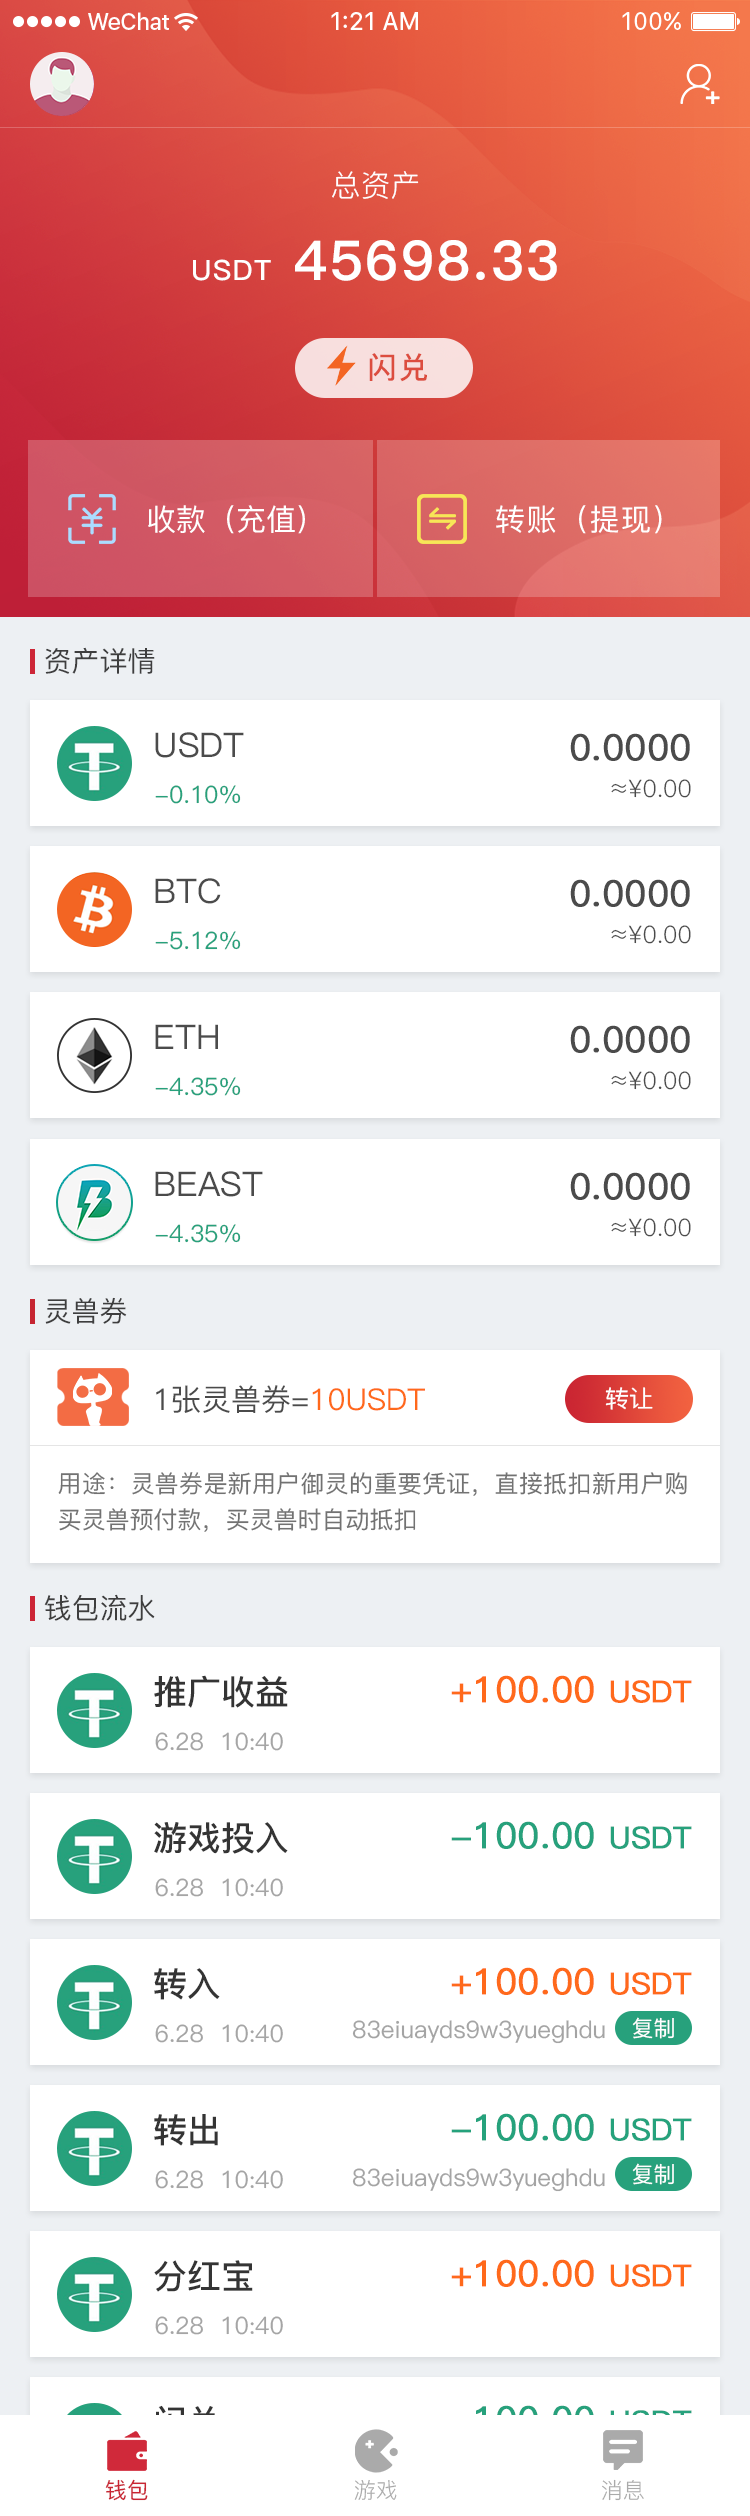 WeChat 1:21 AM 100%
总资产
USDT 45698.33
闪兑
收款（充值） 转账（提现）
资产详情
USDT 0.0000
-0.10% ≈¥0.00
BTC 0.0000
-5.12% ≈¥0.00
ETH 0.0000
-4.35% ≈¥0.00
BEAST 0.0000
-4.35% ≈¥0.00
灵兽券
1张灵兽券=10USDT 转让
用途：灵兽券是新用户御灵的重要凭证，直接抵扣新用户购
买灵兽预付款，买灵兽时自动抵扣
钱包流水
推广收益 +100.00 USDT
6.28 10:40
游戏投入 -100.00 USDT
6.28 10:40
转入 +100.00 USDT
6.28 10:40 83eiuayds9w3yueghdu 复制
转出 -100.00 USDT
6.28 10:40 83eiuayds9w3yueghdu 复制
分红宝 +100.00 USDT
6.28 10:40
钱包 游戏 消息